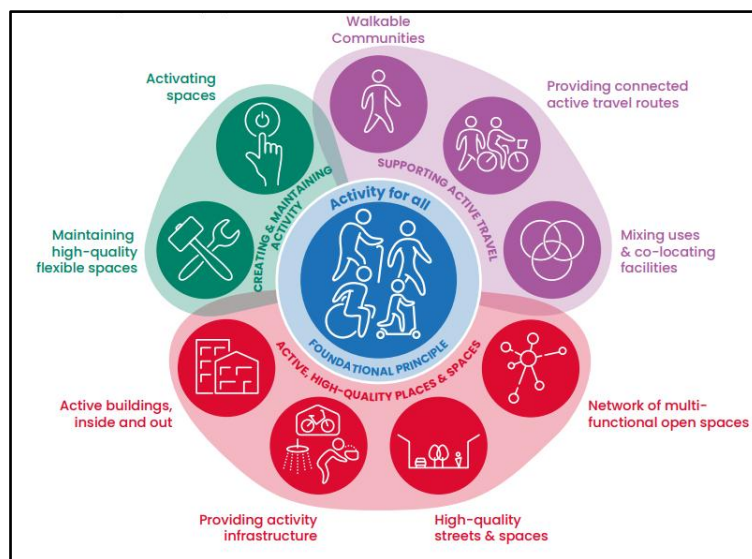 Walkable
Communities
Activating
spaces
Providing connected
active travel routes
SUPPORTING ACTIVE TRAVEL
CREATING & MAINTAINING
ACTIVITY
Activity for all
Maintaining
high-quality
flexible spaces
Mixing uses
& co-locating
facilities
FOUNDATIONAL PRINCIPLE
ACTIVE, HIGH-QUALITY PLACES & SPACES
Active buildings,
inside and out
Network of multi-
functional open spaces
Providing activity
infrastructure
High-quality
streets & spaces